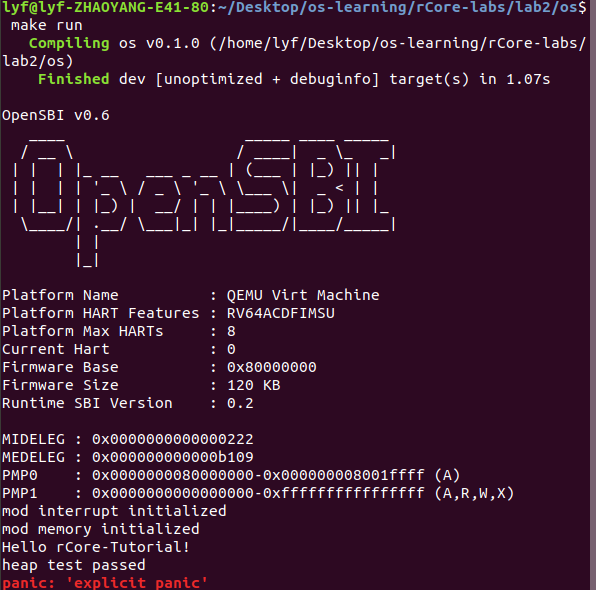 lyf@lyf-ZHAOYANG-E41-80:~/Desktop/os-learning/rCore-labs/lab2/os$
 make run
   Compiling os v0.1.0 (/home/lyf/Desktop/os-learning/rCore-labs/
lab2/os)
    Finished dev [unoptimized + debuginfo] target(s) in 1.07s
OpenSBI v0.6
   ____                    _____ ____ _____
  / __ \                  / ____|  _ \_   _|
 | |  | |_ __   ___ _ __ | (___ | |_) || |
 | |  | | '_ \ / _ \ '_ \ \___ \|  _ < | |
 | |__| | |_) |  __/ | | |____) | |_) || |_
  \____/| .__/ \___|_| |_|_____/|____/_____|
        | |
        |_|
Platform Name          : QEMU Virt Machine
Platform HART Features : RV64ACDFIMSU
Platform Max HARTs     : 8
Current Hart           : 0
Firmware Base          : 0x80000000
Firmware Size          : 120 KB
Runtime SBI Version    : 0.2
MIDELEG : 0x0000000000000222
MEDELEG : 0x000000000000b109
PMP0    : 0x0000000080000000-0x000000008001ffff (A)
PMP1    : 0x0000000000000000-0xffffffffffffffff (A,R,W,X)
mod interrupt initialized
mod memory initialized
Hello rCore-Tutorial!
heap test passed
panic: 'explicit panic'